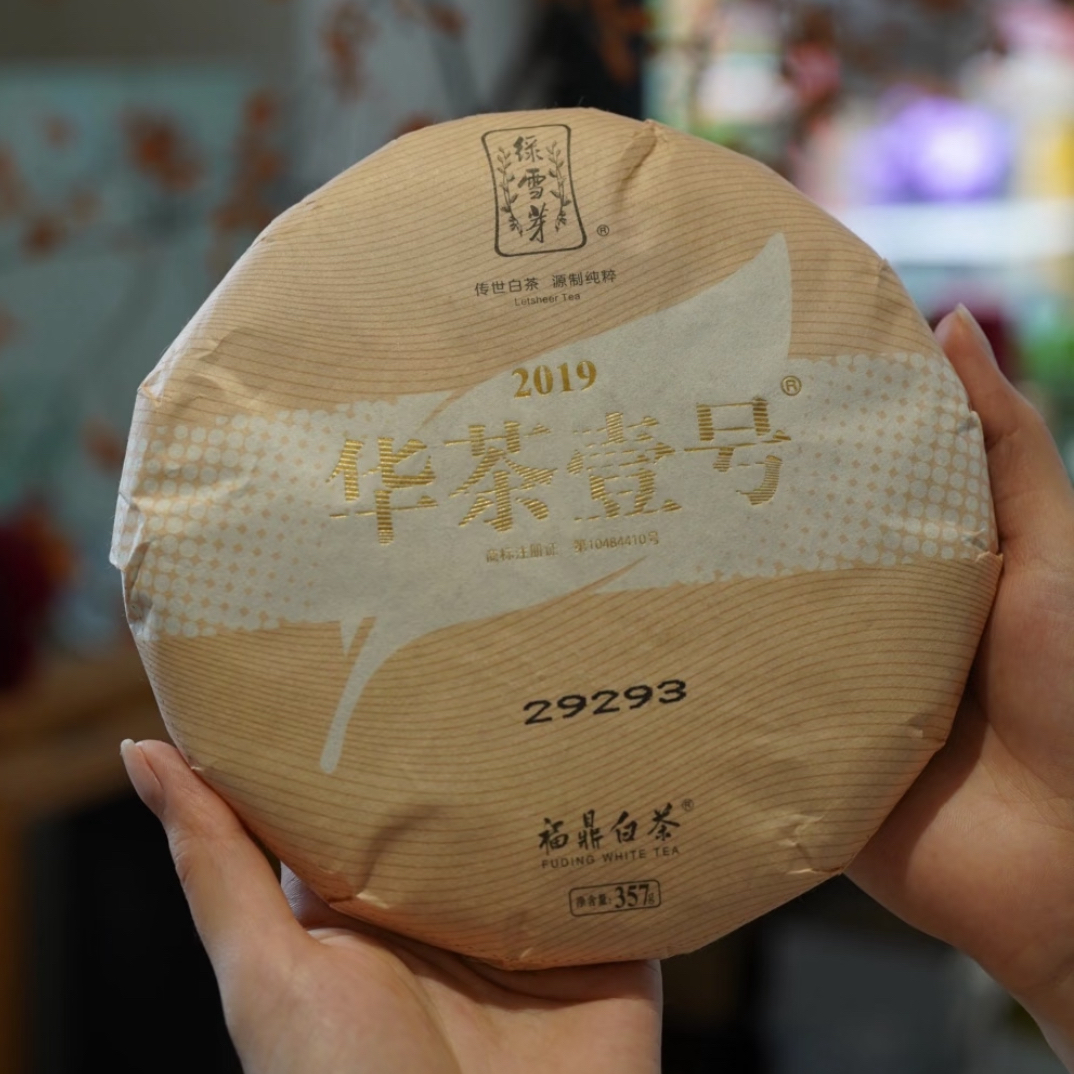 绿雪芽®
传世白茶 源制纯粹
Letsheer Tea
2019
华茶壹号®
商标注册证 第10484410号
29293
福鼎白茶®
FUDING WHITE TEA
净含量:357g